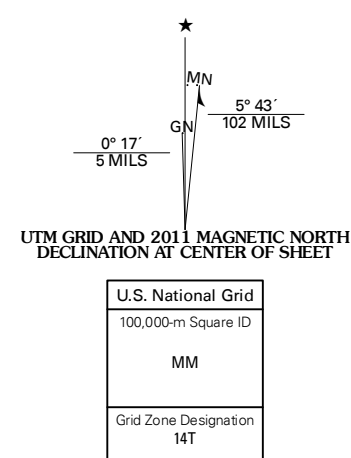 ★
MN
GN
5° 43´
102 MILS
0° 17´
5 MILS
UTM GRID AND 2011 MAGNETIC NORTH
DECLINATION AT CENTER OF SHEET
U.S. National Grid
100,000-m Square ID
MM
Grid Zone Designation
14T